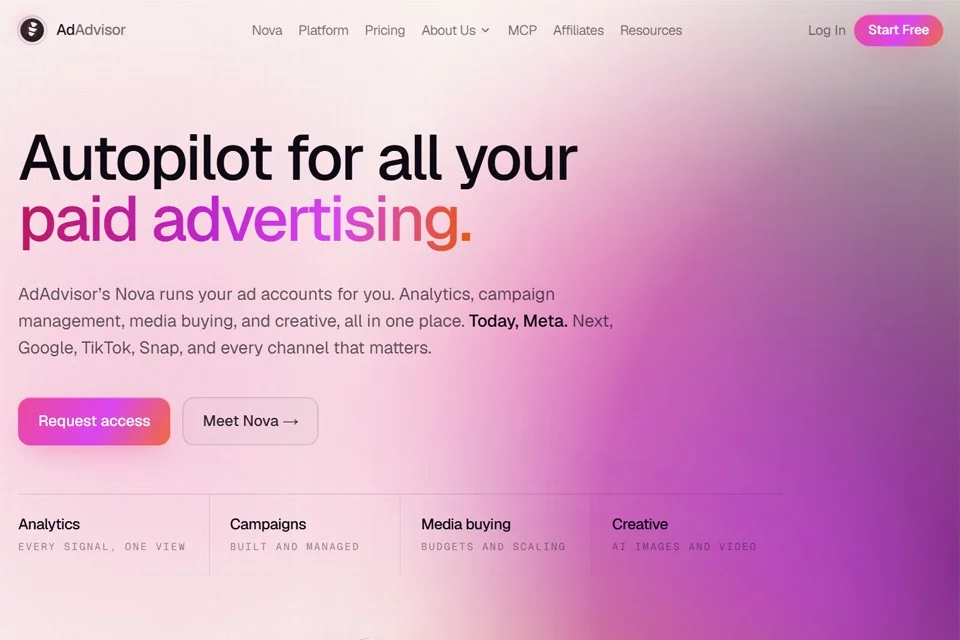 AdAdvisor
Nova
Platform
Pricing
About Us
MCP
Affiliates
Resources
Log In
Start Free
Autopilot for all your
paid advertising.
AdAdvisor's Nova runs your ad accounts for you. Analytics, campaign
management, media buying, and creative, all in one place. Today, Meta. Next,
Google, TikTok, Snap, and every channel that matters.
Request access
Meet Nova →
Analytics
EVERY SIGNAL, ONE VIEW
Campaigns
BUILT AND MANAGED
Media buying
BUDGETS AND SCALING
Creative
AI IMAGES AND VIDEO